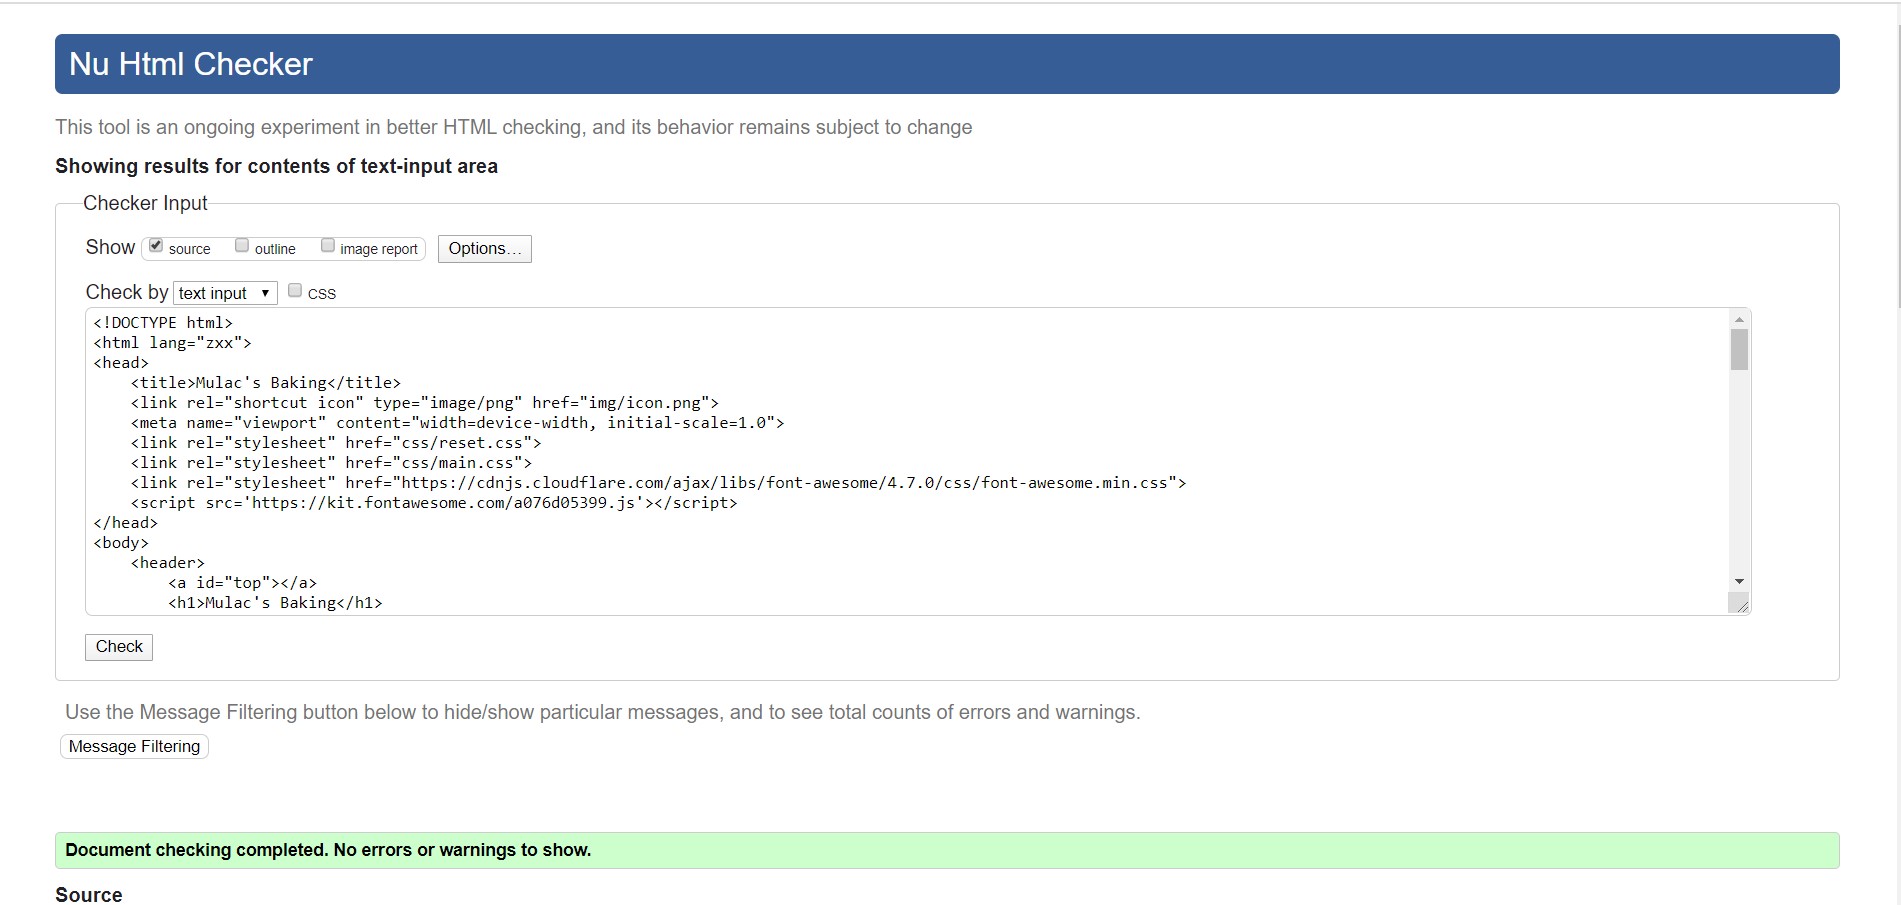 Nu Html Checker
This tool is an ongoing experiment in better HTML checking, and its behavior remains subject to change
Showing results for contents of text-input area
Checker Input
Show source outline image report Options...
Check by text input CSS
<!DOCTYPE html>
<html lang="zxx">
<head>
    <title>Mulac's Baking</title>
    <link rel="shortcut icon" type="image/png" href="img/icon.png">
    <meta name="viewport" content="width=device-width, initial-scale=1.0">
    <link rel="stylesheet" href="css/reset.css">
    <link rel="stylesheet" href="css/main.css">
    <link rel="stylesheet" href="https://cdnjs.cloudflare.com/ajax/libs/font-awesome/4.7.0/css/font-awesome.min.css">
    <script src='https://kit.fontawesome.com/a076d05399.js'></script>
</head>
<body>
    <header>
        <a id="top"></a>
        <h1>Mulac's Baking</h1>
Check
Use the Message Filtering button below to hide/show particular messages, and to see total counts of errors and warnings.
Message Filtering
Document checking completed. No errors or warnings to show.
Source